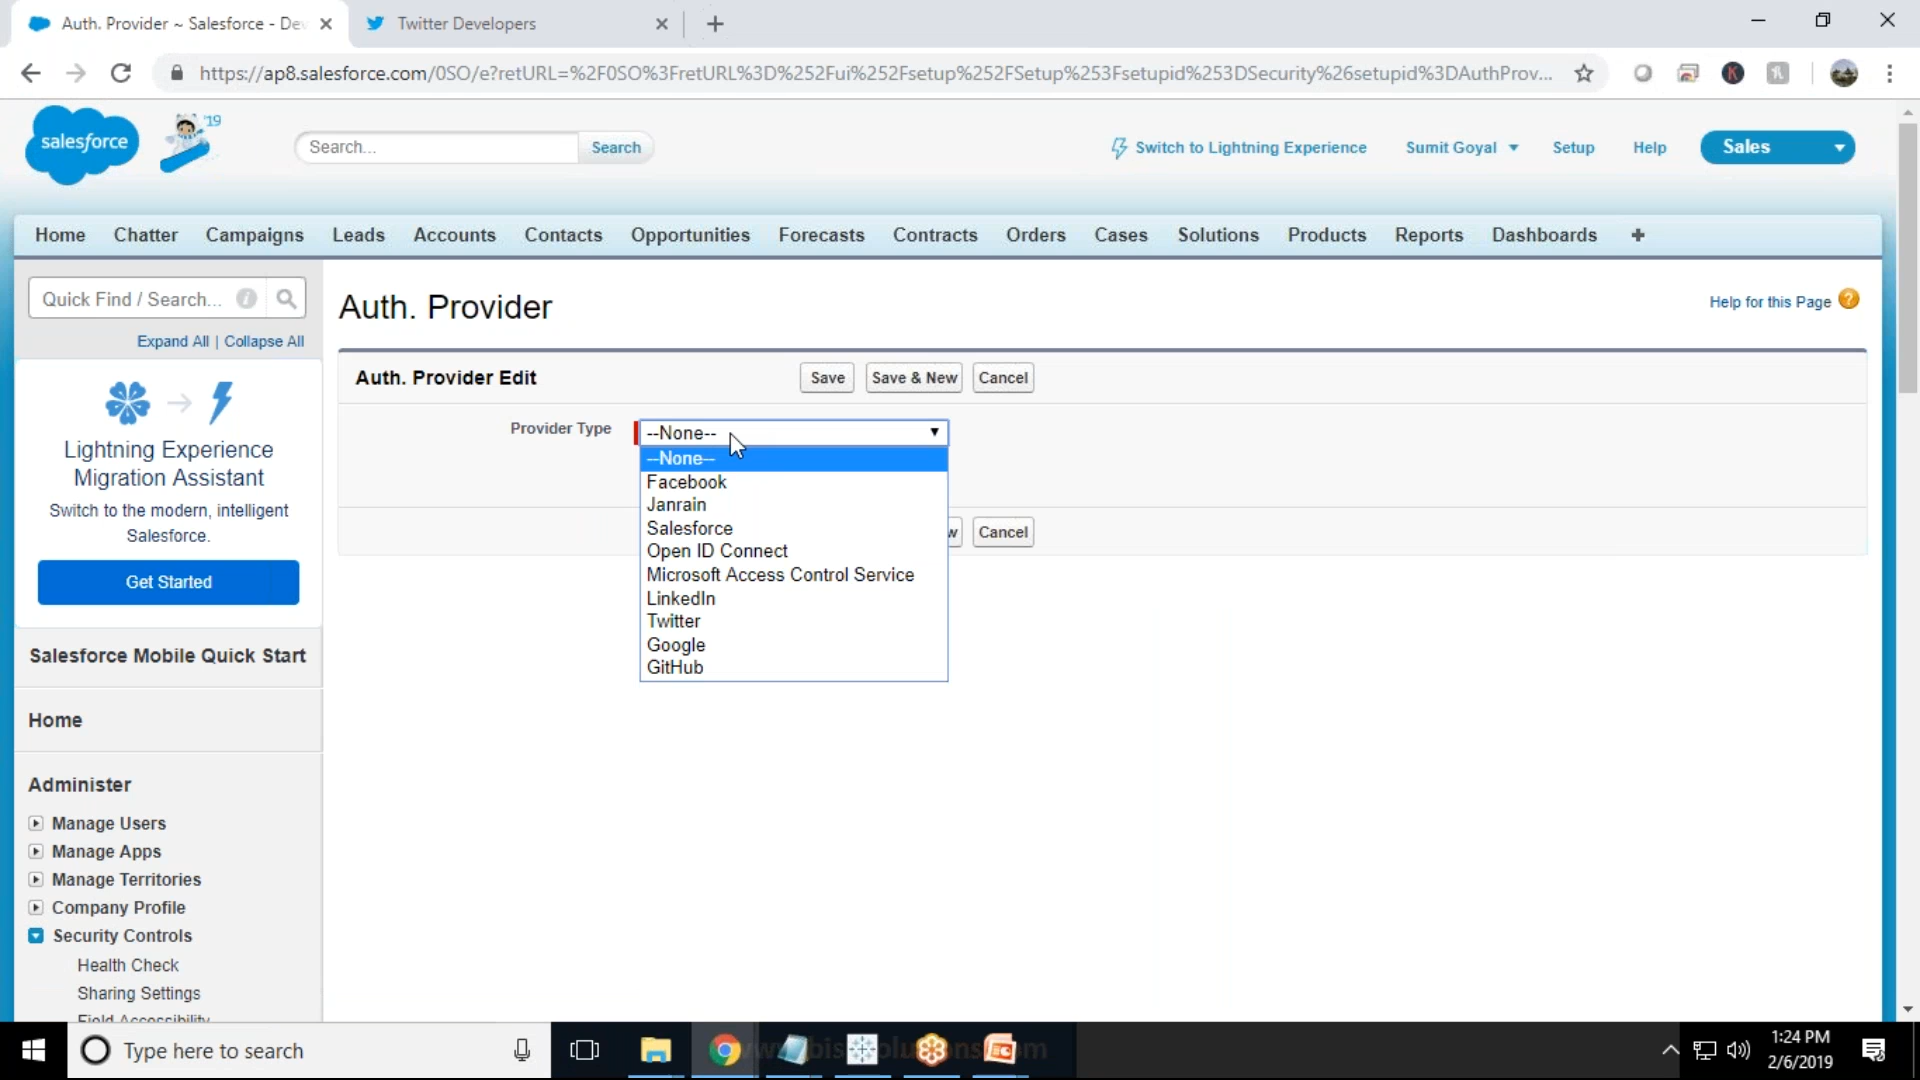 Auth. Provider ~ Salesforce - De
Twitter Developers
https://ap8.salesforce.com/0SO/e?retURL=%2F0SO%3FretURL%3D%252Fui%252Fsetup%252FSetup%253Fsetupid%253DSecurity%26setupid%3DAuthProv...
salesforce
'19
Search...
Search
Switch to Lightning Experience
Sumit Goyal
Setup
Help
Sales
Home Chatter Campaigns Leads Accounts Contacts Opportunities Forecasts Contracts Orders Cases Solutions Products Reports Dashboards +
Quick Find / Search...
Expand All | Collapse All
Lightning Experience
Migration Assistant
Switch to the modern, intelligent
Salesforce.
Get Started
Salesforce Mobile Quick Start
Home
Administer
Manage Users
Manage Apps
Manage Territories
Company Profile
Security Controls
Health Check
Sharing Settings
Field Accessibility
Auth. Provider
Help for this Page
Auth. Provider Edit
Save
Save & New
Cancel
Provider Type
--None--
--None--
Facebook
Janrain
Salesforce
Open ID Connect
Microsoft Access Control Service
LinkedIn
Twitter
Google
GitHub
w
Cancel
Type here to search
1:24 PM
2/6/2019